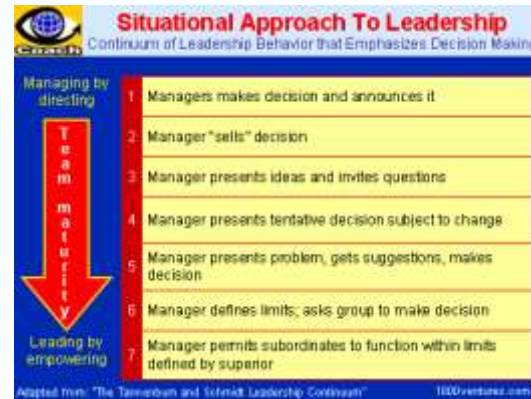 Situational Approach To Leadership
Continuum of Leadership Behavior that Emphasizes Decision Making
Coach
Managing by
directing
Team maturity
Leading by
empowering
1 Managers makes decision and announces it
2 Manager "sells" decision
3 Manager presents ideas and invites questions
4 Manager presents tentative decision subject to change
5 Manager presents problem, gets suggestions, makes
decision
6 Manager defines limits; asks group to make decision
7 Manager permits subordinates to function within limits
defined by superior
Adapted from: "The Tannenbum and Schmidt Leadership Continuum"
1000ventures.com